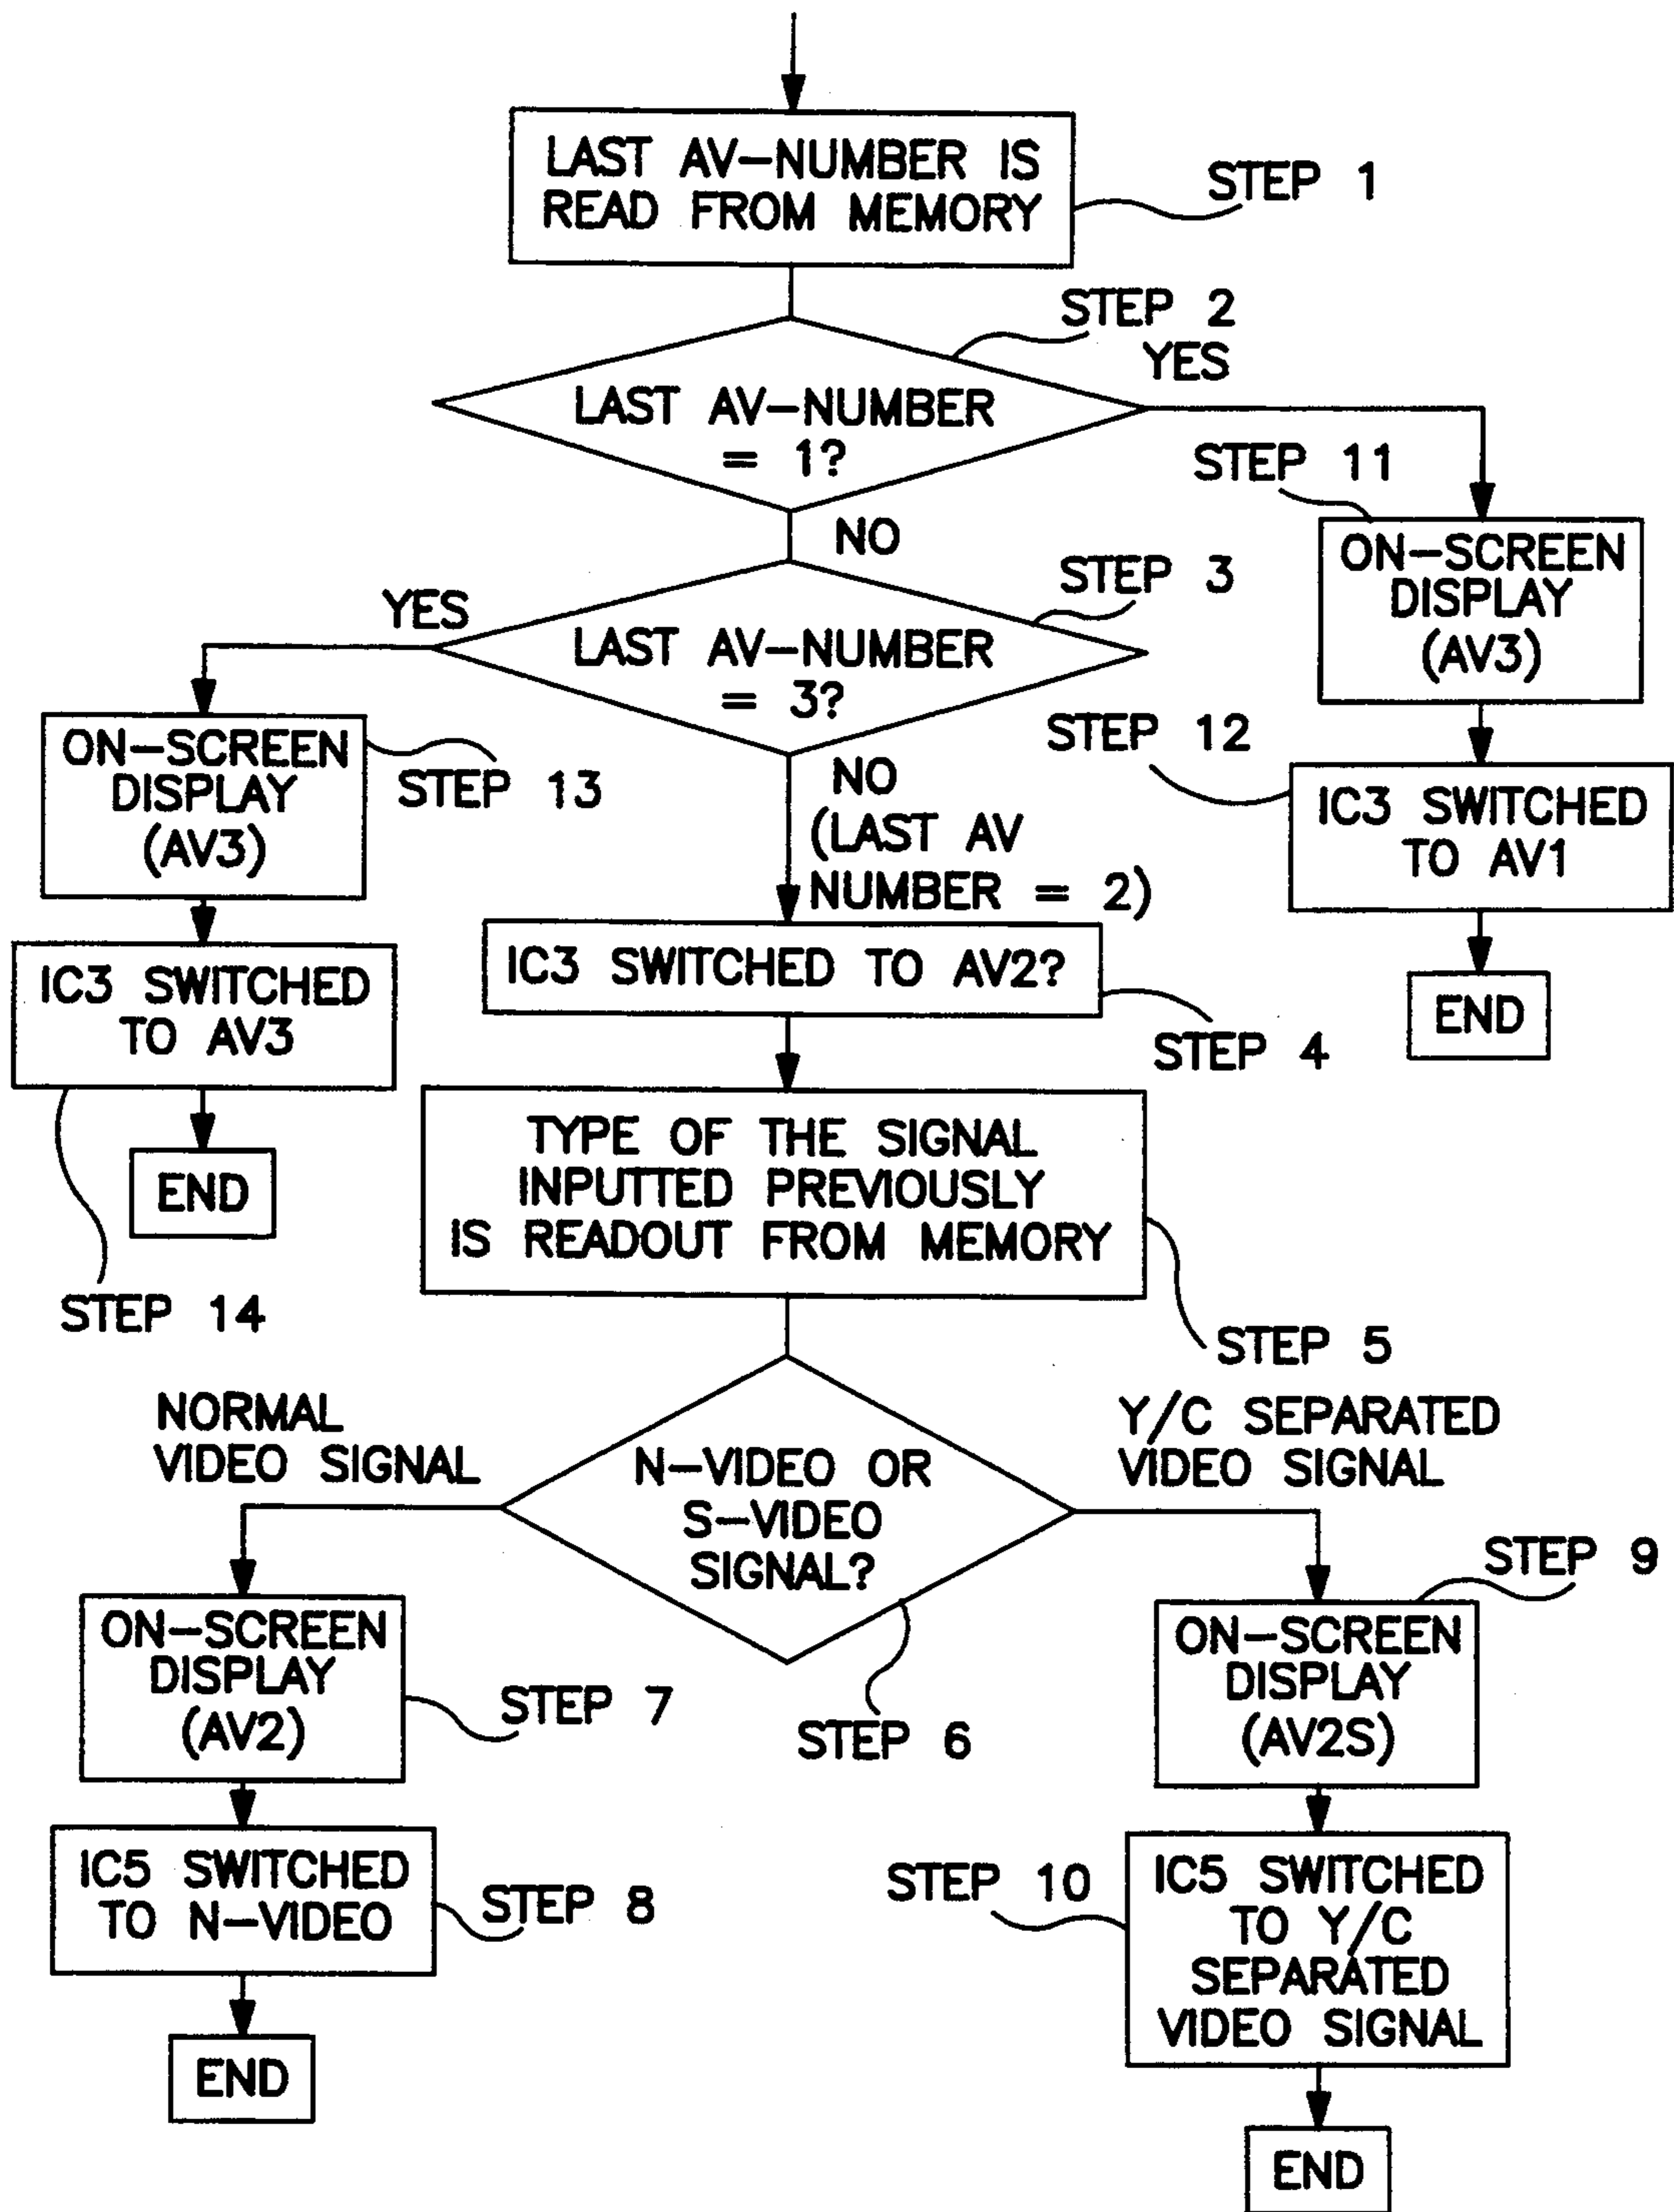 LAST AV-NUMBER IS
READ FROM MEMORY
STEP 1
STEP 2
YES
LAST AV-NUMBER
= 1?
STEP 11
NO
ON-SCREEN
DISPLAY
(AV3)
STEP 3
YES
LAST AV-NUMBER
= 3?
STEP 12
IC3 SWITCHED
TO AV1
END
ON-SCREEN
DISPLAY
(AV3)
STEP 13
NO
(LAST AV
NUMBER = 2)
IC3 SWITCHED
TO AV3
END
STEP 14
IC3 SWITCHED TO AV2?
STEP 4
TYPE OF THE SIGNAL
INPUTTED PREVIOUSLY
IS READOUT FROM MEMORY
STEP 5
NORMAL
VIDEO SIGNAL
N-VIDEO OR
S-VIDEO
SIGNAL?
Y/C SEPARATED
VIDEO SIGNAL
STEP 6
STEP 9
ON-SCREEN
DISPLAY
(AV2)
STEP 7
ON-SCREEN
DISPLAY
(AV2S)
IC5 SWITCHED
TO N-VIDEO
STEP 8
END
STEP 10
IC5 SWITCHED
TO Y/C
SEPARATED
VIDEO SIGNAL
END